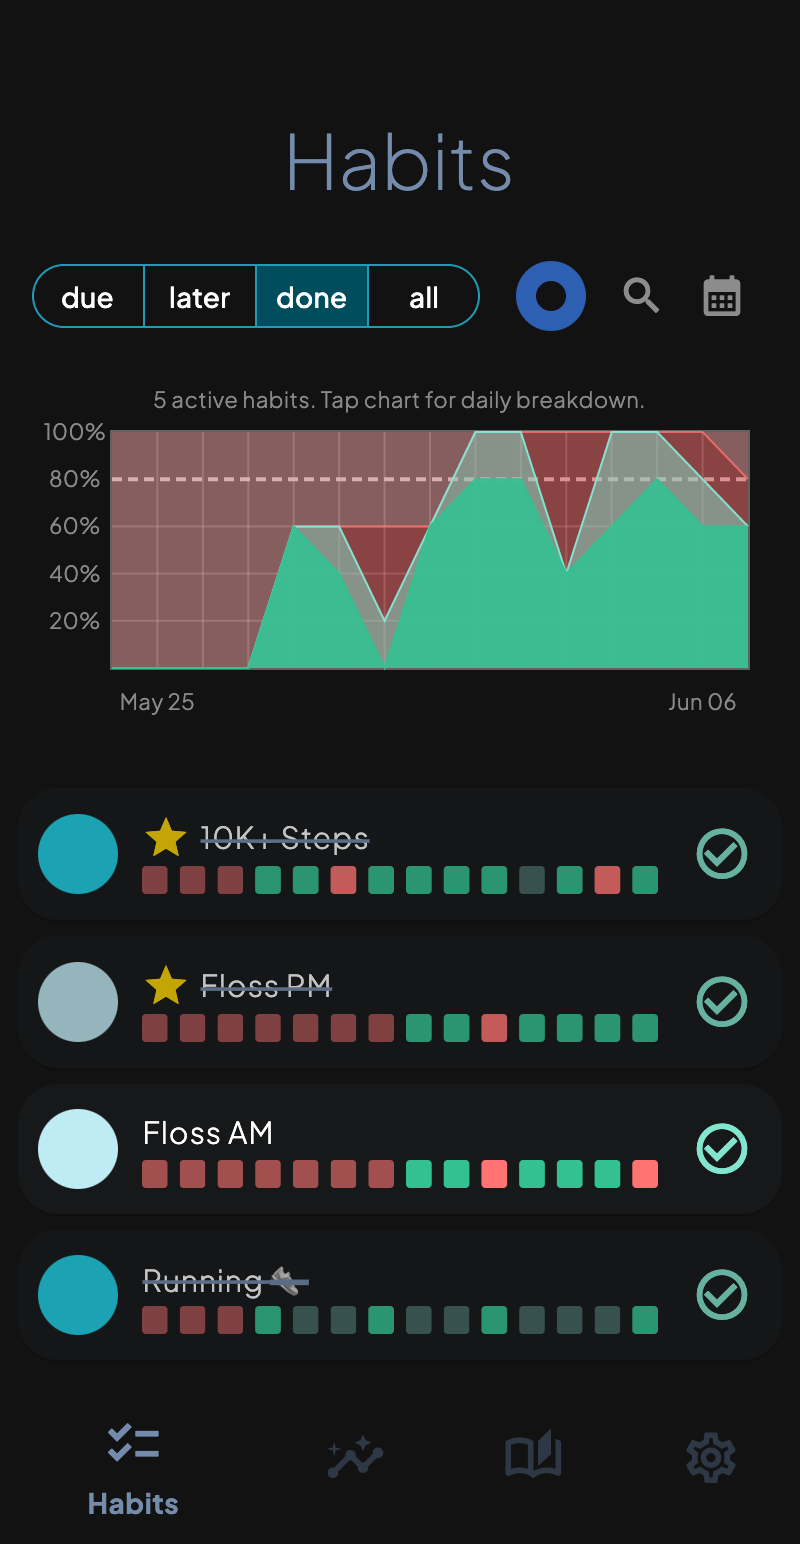 Habits
due later done all
5 active habits. Tap chart for daily breakdown.
100%
80%
60%
40%
20%
May 25 Jun 06
10K+ Steps
Floss PM
Floss AM
Running
Habits